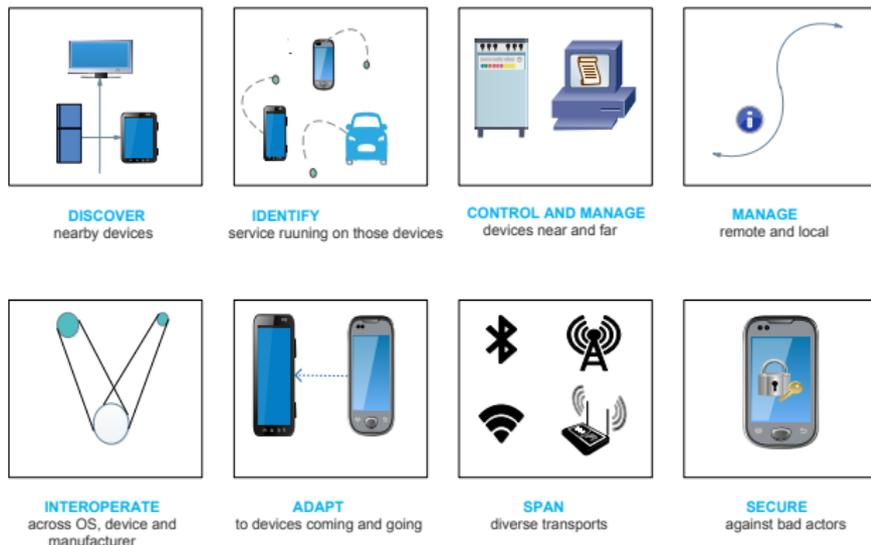 DISCOVER
nearby devices
IDENTIFY
service ruuning on those devices
CONTROL AND MANAGE
devices near and far
MANAGE
remote and local
INTEROPERATE
across OS, device and
manufacturer
ADAPT
to devices coming and going
SPAN
diverse transports
SECURE
against bad actors